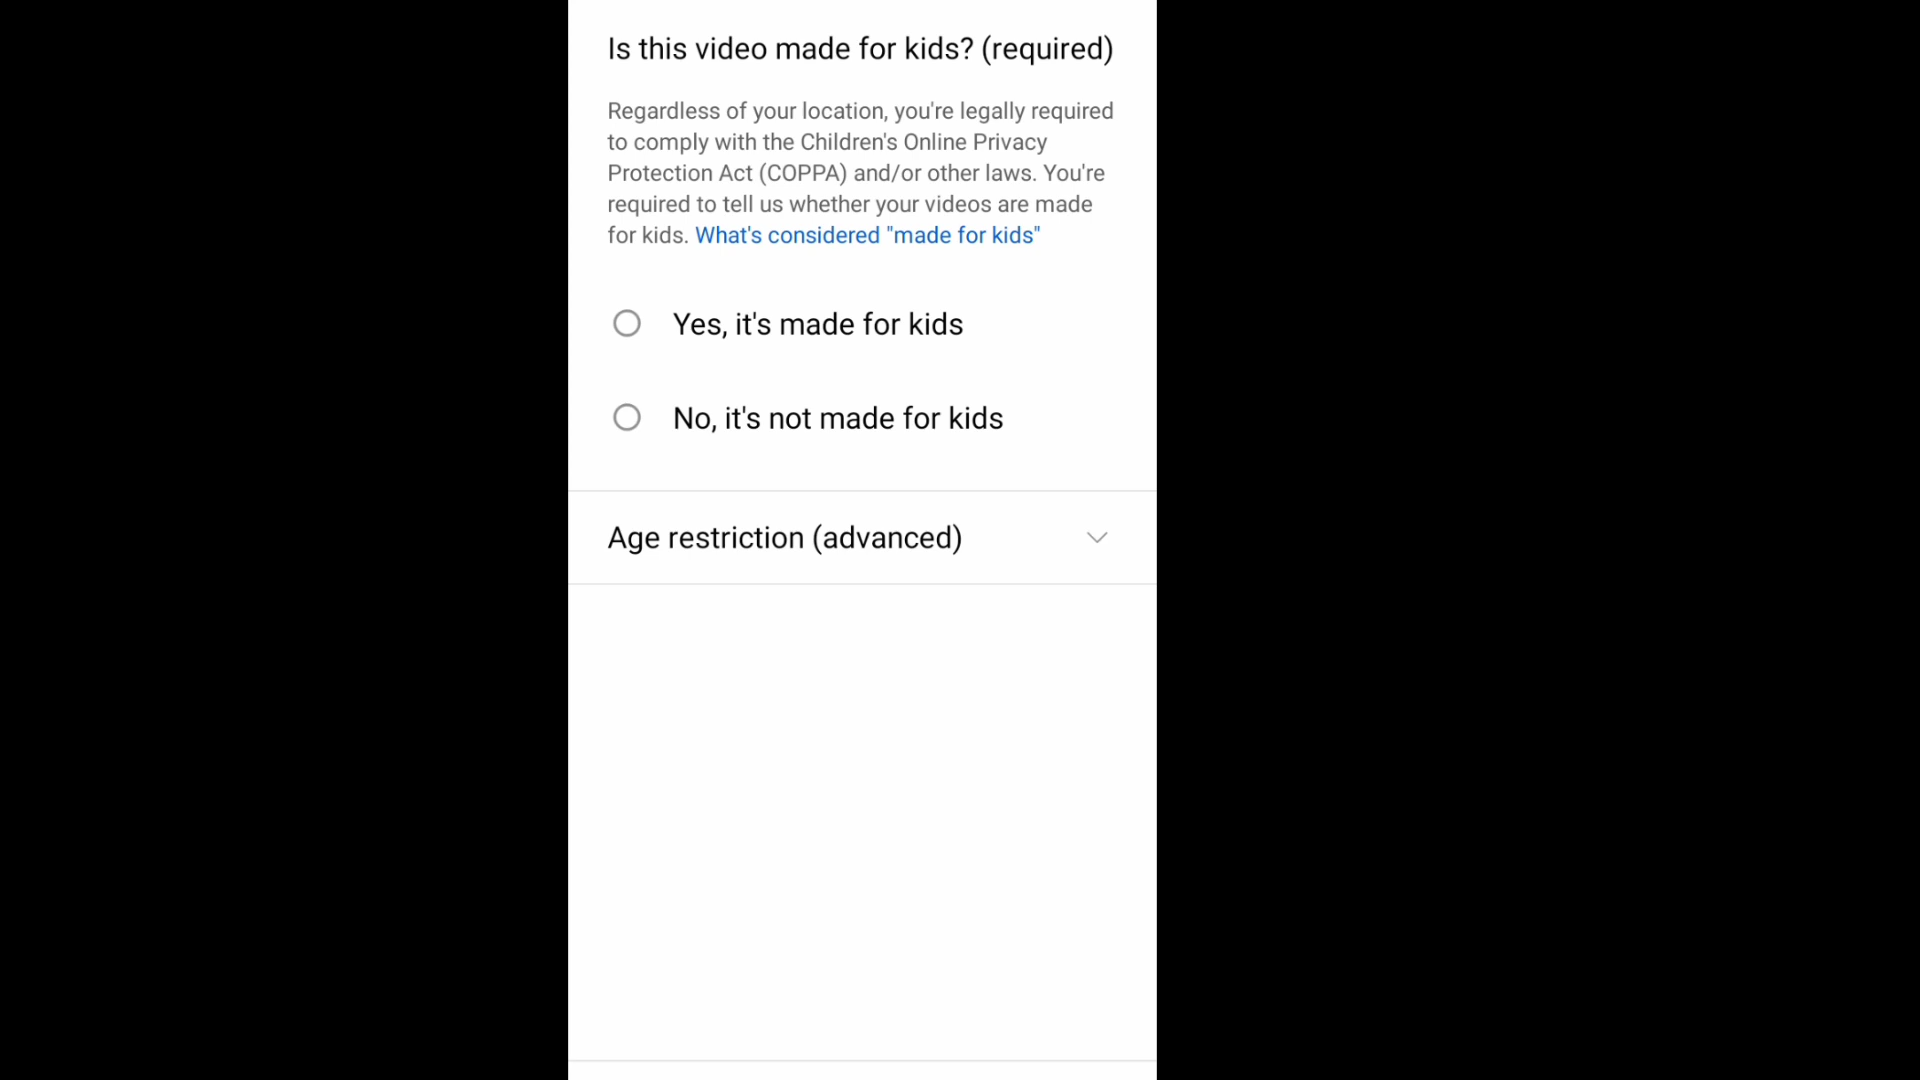 Is this video made for kids? (required)
Regardless of your location, you're legally required
to comply with the Children's Online Privacy
Protection Act (COPPA) and/or other laws. You're
required to tell us whether your videos are made
for kids. What's considered "made for kids"
Yes, it's made for kids
No, it's not made for kids
Age restriction (advanced)